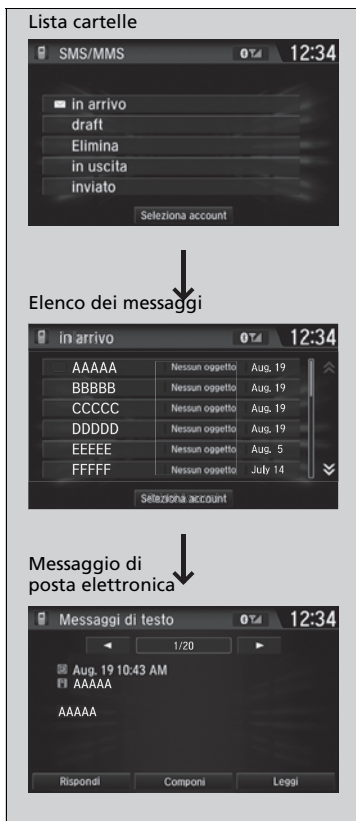 Lista cartelle
SMS/MMS 12:34
in arrivo
draft
Elimina
in uscita
inviato
Seleziona account
Elenco dei messaggi
in arrivo 12:34
AAAAA Nessun oggetto Aug. 19
BBBBB Nessun oggetto Aug. 19
CCCCC Nessun oggetto Aug. 19
DDDDD Nessun oggetto Aug. 19
EEEEE Nessun oggetto Aug. 5
FFFFF Nessun oggetto July 14
Seleziona account
Messaggio di
posta elettronica
Messaggi di testo 12:34
1/20
Aug. 19 10:43 AM
AAAAA
AAAAA
Rispondi Componi Leggi